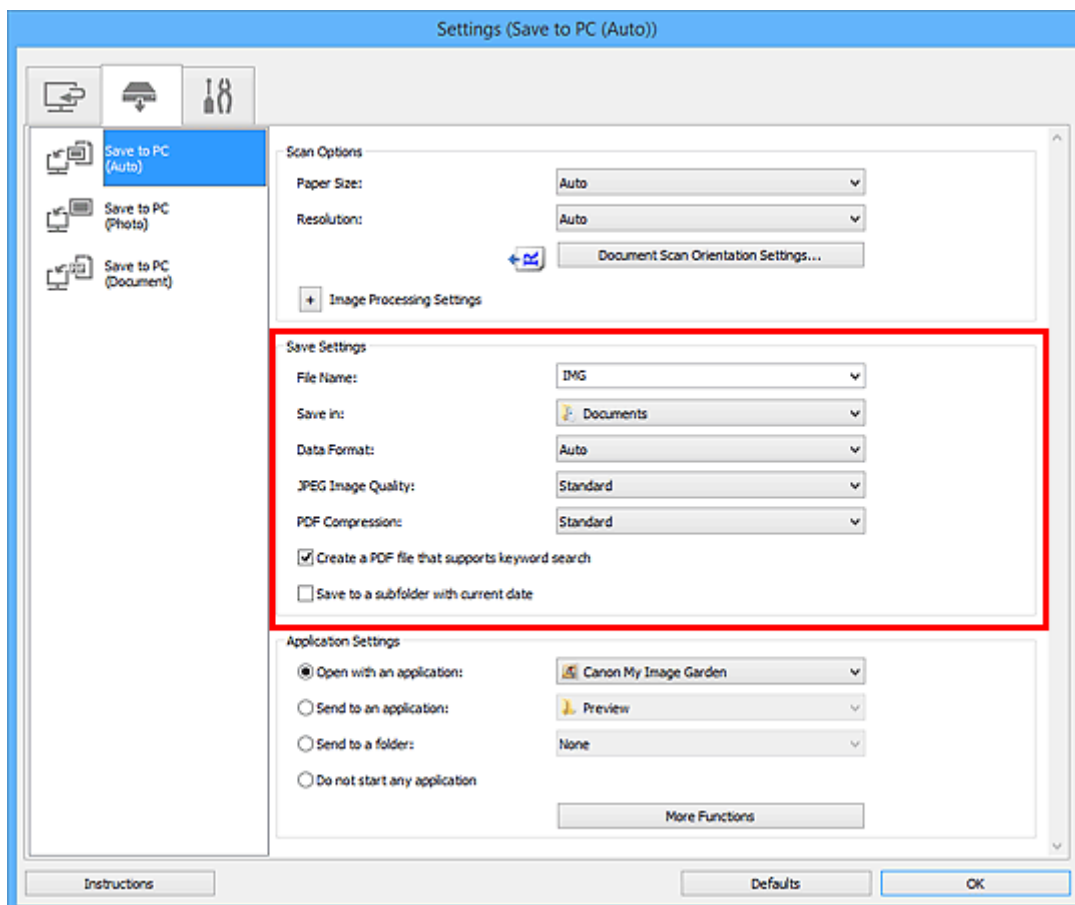 Settings (Save to PC (Auto))
Save to PC
(Auto)
Save to PC
(Photo)
Save to PC
(Document)
Scan Options
Paper Size: Auto
Resolution: Auto
Document Scan Orientation Settings...
+ Image Processing Settings
Save Settings
File Name: IMG
Save in: Documents
Data Format: Auto
JPEG Image Quality: Standard
PDF Compression: Standard
Create a PDF file that supports keyword search
Save to a subfolder with current date
Application Settings
Open with an application: Canon My Image Garden
Send to an application: Preview
Send to a folder: None
Do not start any application
More Functions
Instructions Defaults OK